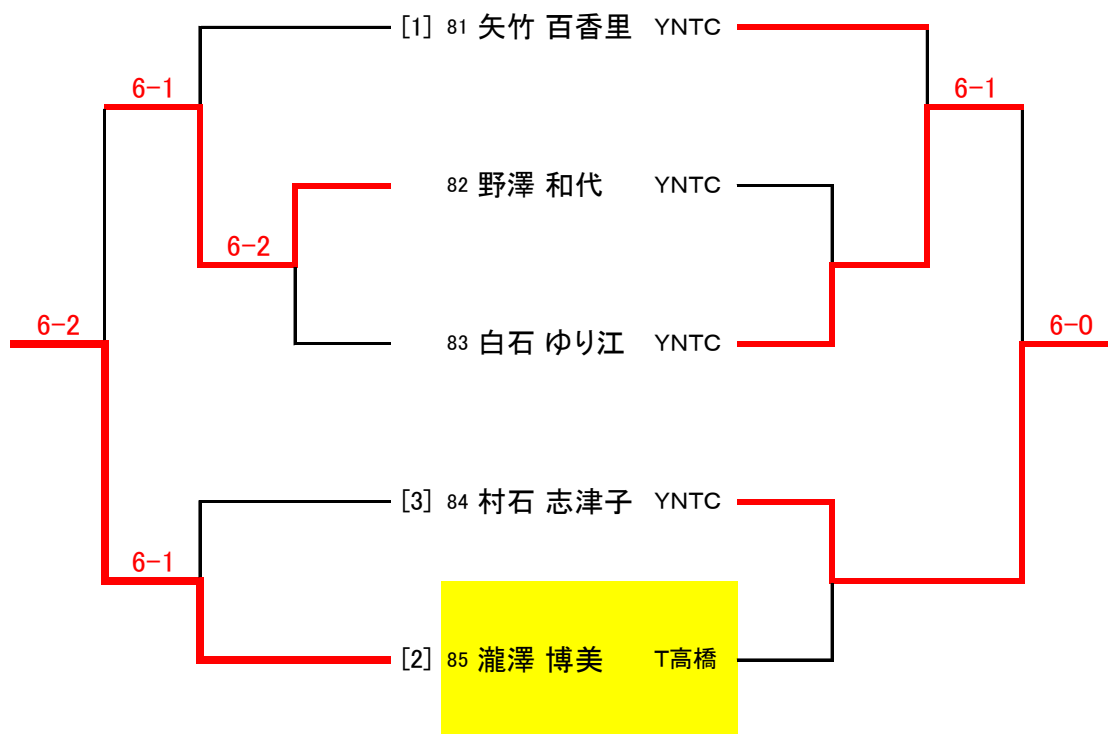 [1] 81 矢竹 百香里 YNTC
6-1
6-1
82 野澤 和代 YNTC
6-2
6-2
83 白石 ゆり江 YNTC
6-0
[3] 84 村石 志津子 YNTC
6-1
[2] 85 瀧澤 博美 T高橋